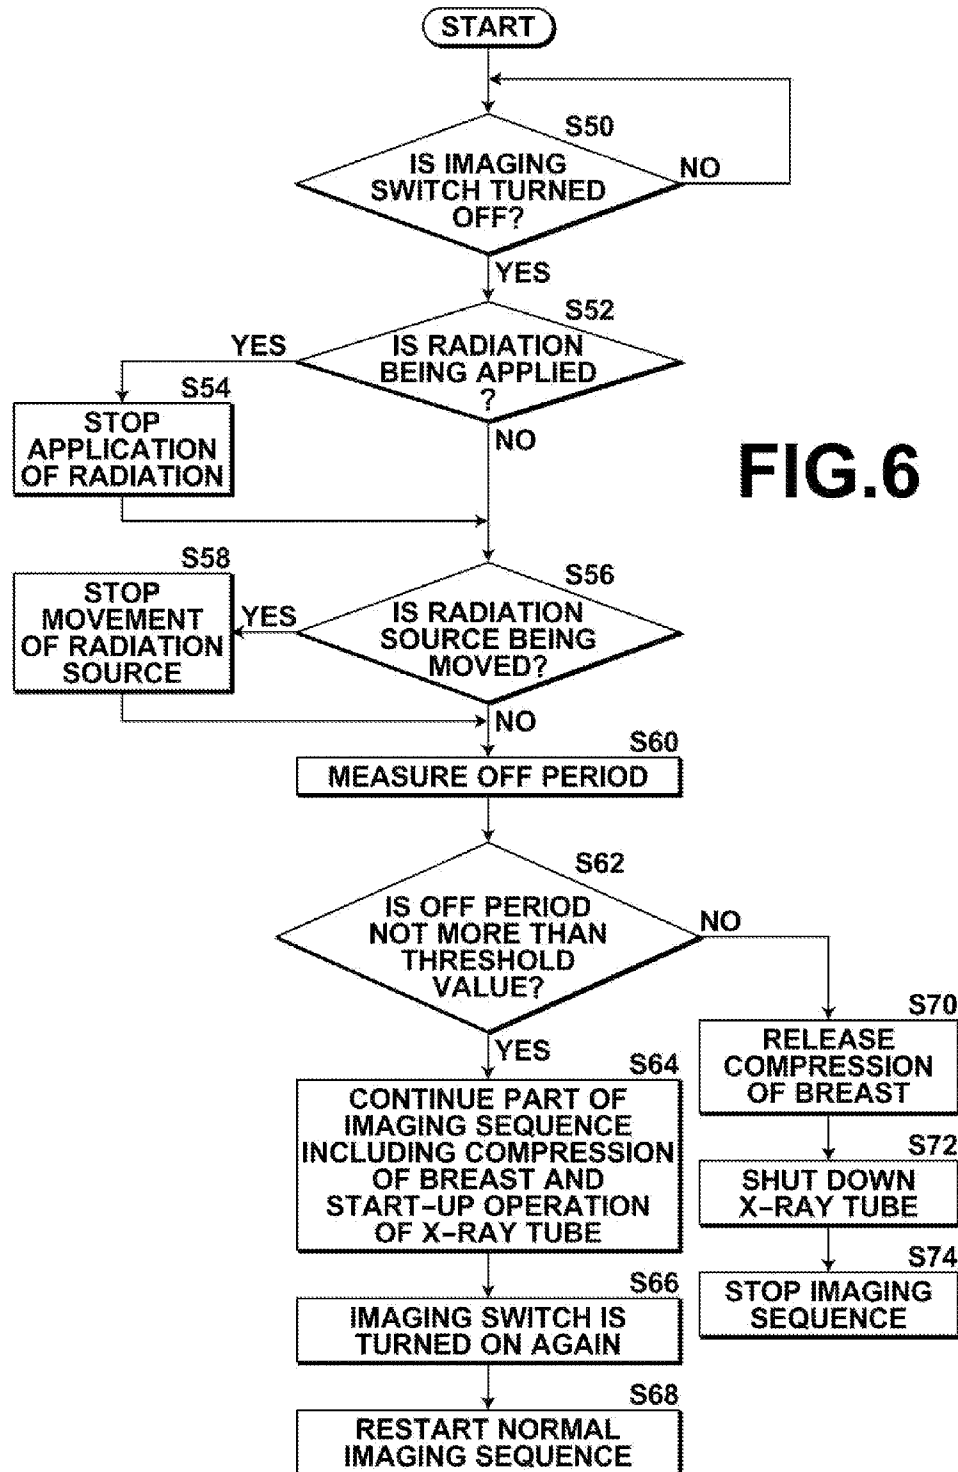 START
S50
IS IMAGING
SWITCH TURNED
OFF?
NO
YES
S52
IS RADIATION
BEING APPLIED
?
YES
NO
S54
STOP
APPLICATION
OF RADIATION
FIG.6
S56
IS RADIATION
SOURCE BEING
MOVED?
YES
NO
S58
STOP
MOVEMENT
OF RADIATION
SOURCE
S60
MEASURE OFF PERIOD
S62
IS OFF PERIOD
NOT MORE THAN
THRESHOLD
VALUE?
NO
YES
S64
CONTINUE PART OF
IMAGING SEQUENCE
INCLUDING COMPRESSION
OF BREAST AND
START-UP OPERATION
OF X-RAY TUBE
S66
IMAGING SWITCH IS
TURNED ON AGAIN
S68
RESTART NORMAL
IMAGING SEQUENCE
S70
RELEASE
COMPRESSION
OF BREAST
S72
SHUT DOWN
X-RAY TUBE
S74
STOP IMAGING
SEQUENCE